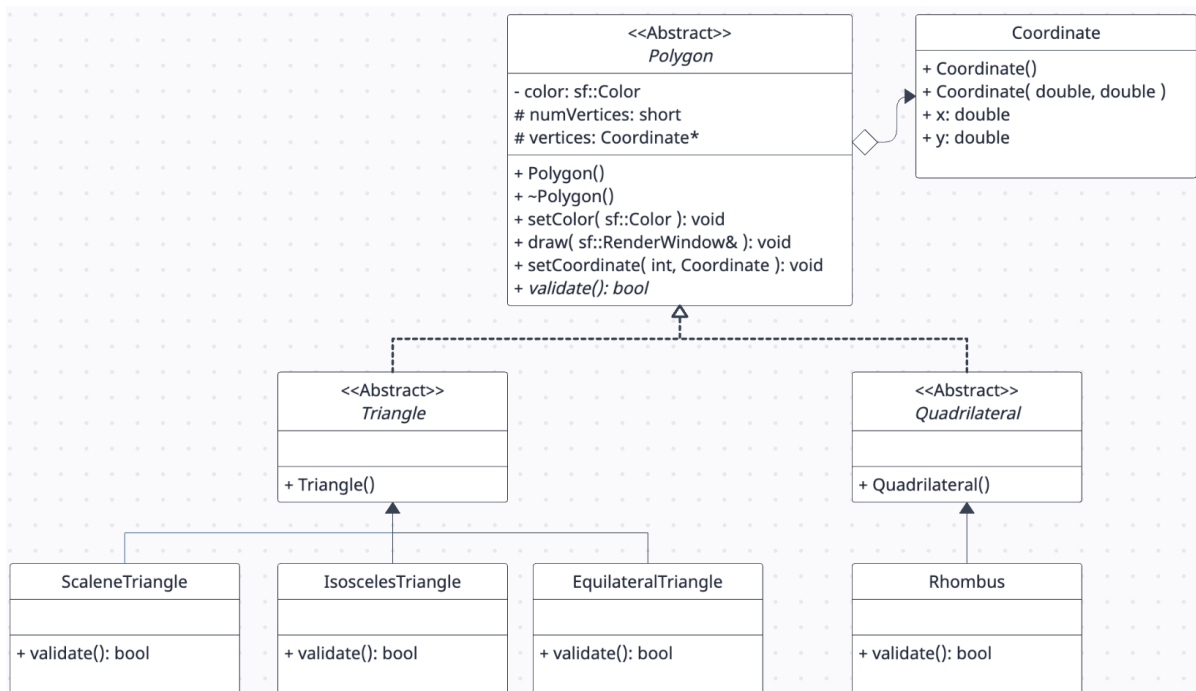 <<Abstract>>
Polygon
- color: sf::Color
# numVertices: short
# vertices: Coordinate*
+ Polygon()
+ ~Polygon()
+ setColor( sf::Color ): void
+ draw( sf::RenderWindow& ): void
+ setCoordinate( int, Coordinate ): void
+ validate(): bool
Coordinate
+ Coordinate()
+ Coordinate( double, double )
+ x: double
+ y: double
<<Abstract>>
Triangle
+ Triangle()
<<Abstract>>
Quadrilateral
+ Quadrilateral()
ScaleneTriangle
+ validate(): bool
IsoscelesTriangle
+ validate(): bool
EquilateralTriangle
+ validate(): bool
Rhombus
+ validate(): bool